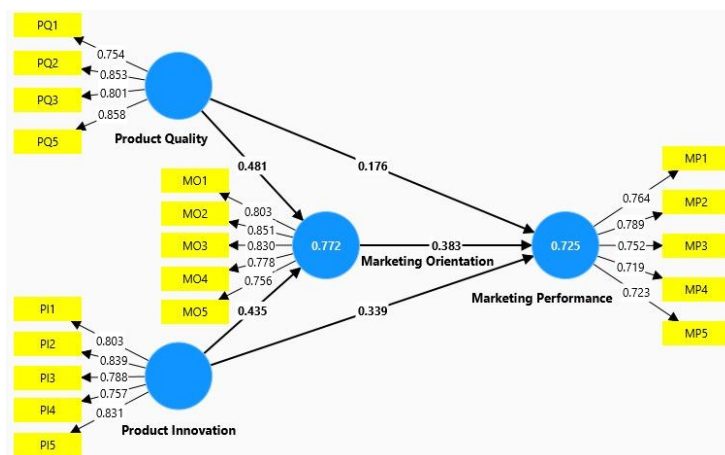 PQ1
PQ2
PQ3
PQ5
0.754
0.853
0.801
0.858
Product Quality
0.481
0.176
MO1
MO2
MO3
MO4
MO5
0.803
0.851
0.830
0.778
0.756
0.772
Marketing Orientation
0.383
0.435
0.339
0.725
Marketing Performance
0.764
0.789
0.752
0.719
0.723
MP1
MP2
MP3
MP4
MP5
PI1
PI2
PI3
PI4
PI5
0.803
0.839
0.788
0.757
0.831
Product Innovation